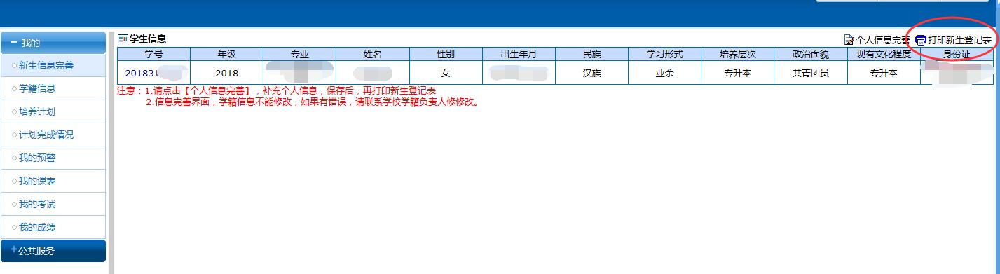 我的
新生信息完善
学籍信息
培养计划
计划完成情况
我的预警
我的课表
我的考试
我的成绩
公共服务
学生信息
个人信息完善 打印新生登记表
学号 年级 专业 姓名 性别 出生年月 民族 学习形式 培养层次 政治面貌 现有文化程度 身份证
201831 2018 女 汉族 业余 专升本 共青团员 专升本
注意：1.请点击【个人信息完善】，补充个人信息，保存后，再打印新生登记表
2.信息完善界面，学籍信息不能修改，如果有错误，请联系学校学籍负责人修修改。